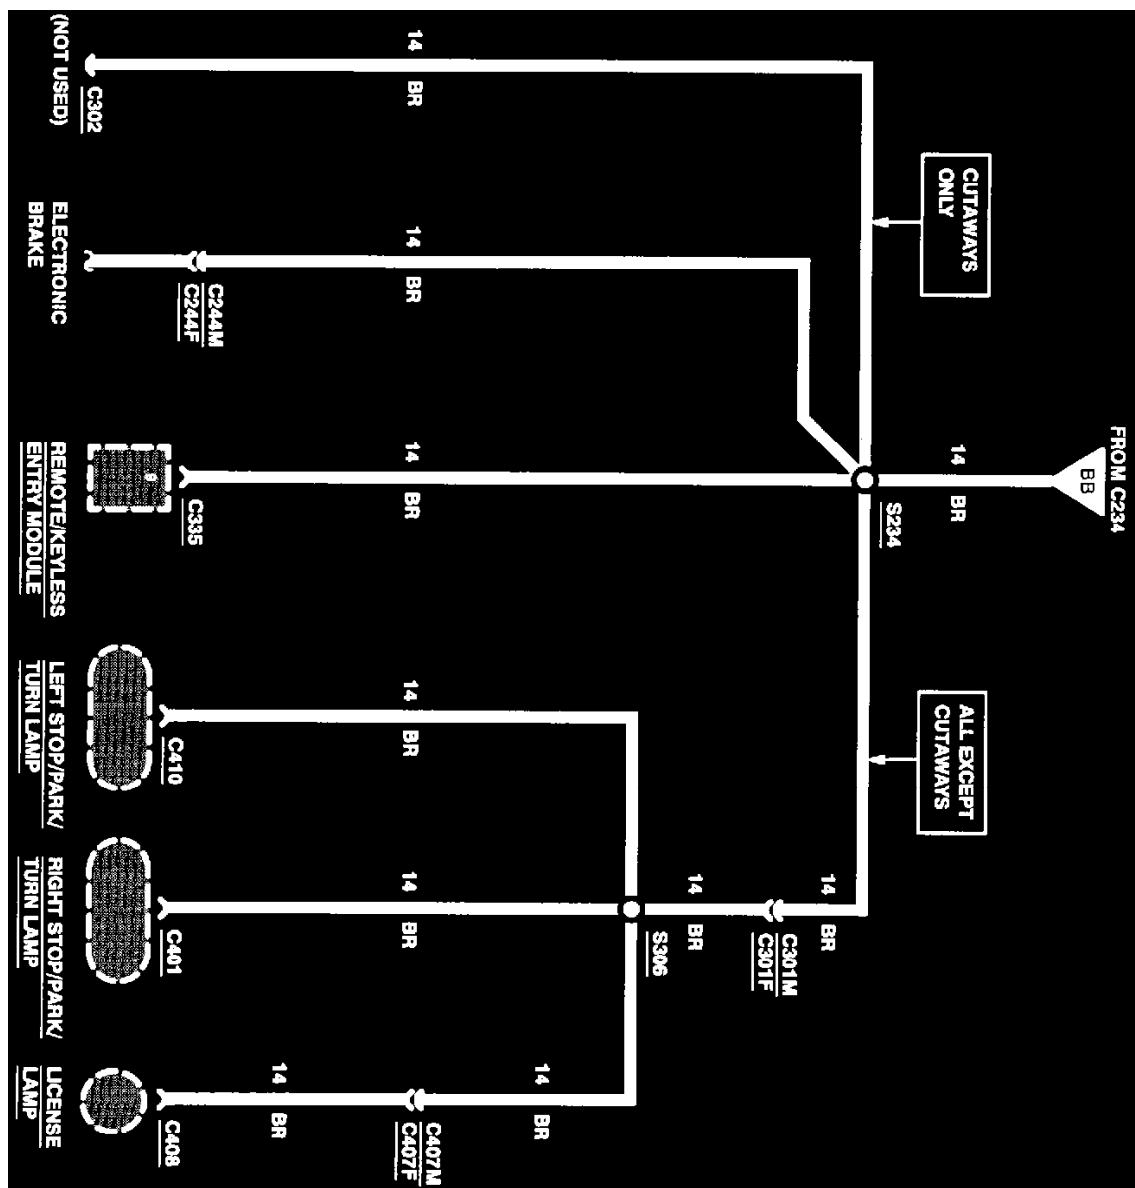 FROM C234
BB
CUTAWAYS
ONLY
14 BR
ALL EXCEPT
CUTAWAYS
S234
14 BR
C301M
C301F
14 BR
S306
14 BR
14 BR
14 BR
14 BR
14 BR
14 BR
C407M
C407F
14 BR
C244M
C244F
C302
C335
C410
C401
C408
(NOT USED)
ELECTRONIC
BRAKE
REMOTE/KEYLESS
ENTRY MODULE
LEFT STOP/PARK/
TURN LAMP
RIGHT STOP/PARK/
TURN LAMP
LICENSE
LAMP